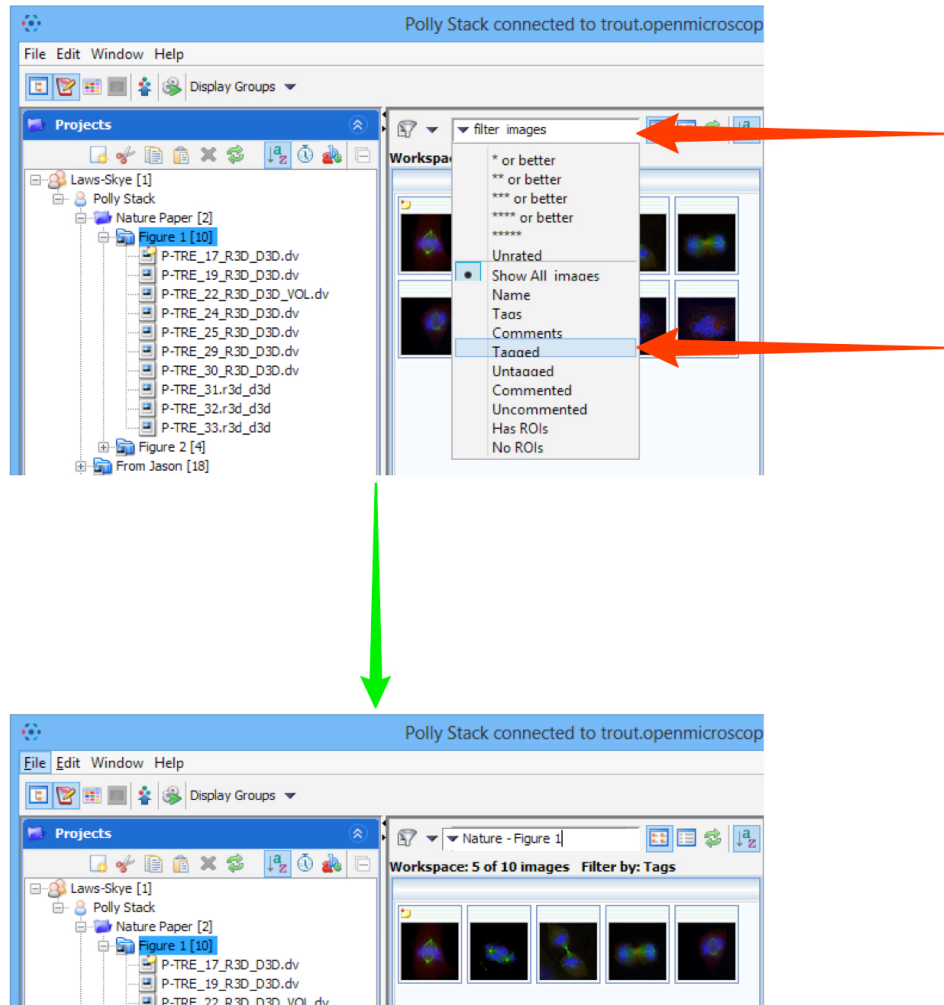 Polly Stack connected to trout.openmicroscop
File Edit Window Help
Display Groups
Projects
filter images
Workspa
* or better
** or better
*** or better
**** or better
*****
Unrated
Show All images
Name
Tags
Comments
Tagged
Untagged
Commented
Uncommented
Has ROIs
No ROIs
Laws-Skye [1]
Polly Stack
Nature Paper [2]
Figure 1 [10]
P-TRE_17_R3D_D3D.dv
P-TRE_19_R3D_D3D.dv
P-TRE_22_R3D_D3D_VOL.dv
P-TRE_24_R3D_D3D.dv
P-TRE_25_R3D_D3D.dv
P-TRE_29_R3D_D3D.dv
P-TRE_30_R3D_D3D.dv
P-TRE_31.r3d_d3d
P-TRE_32.r3d_d3d
P-TRE_33.r3d_d3d
Figure 2 [4]
From Jason [18]
Polly Stack connected to trout.openmicroscop
File Edit Window Help
Display Groups
Projects
Nature - Figure 1
Workspace: 5 of 10 images Filter by: Tags
Laws-Skye [1]
Polly Stack
Nature Paper [2]
Figure 1 [10]
P-TRE_17_R3D_D3D.dv
P-TRE_19_R3D_D3D.dv
P-TRE_22_R3D_D3D_VOL.dv